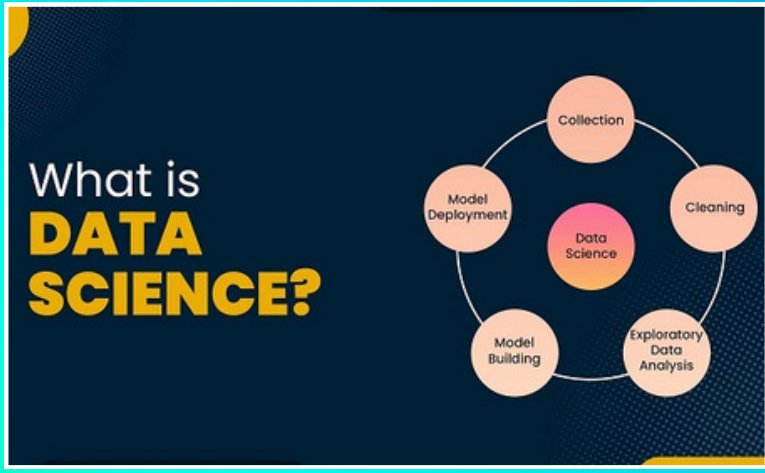 What is
DATA
SCIENCE?
Collection
Cleaning
Exploratory
Data
Analysis
Model
Building
Model
Deployment
Data
Science